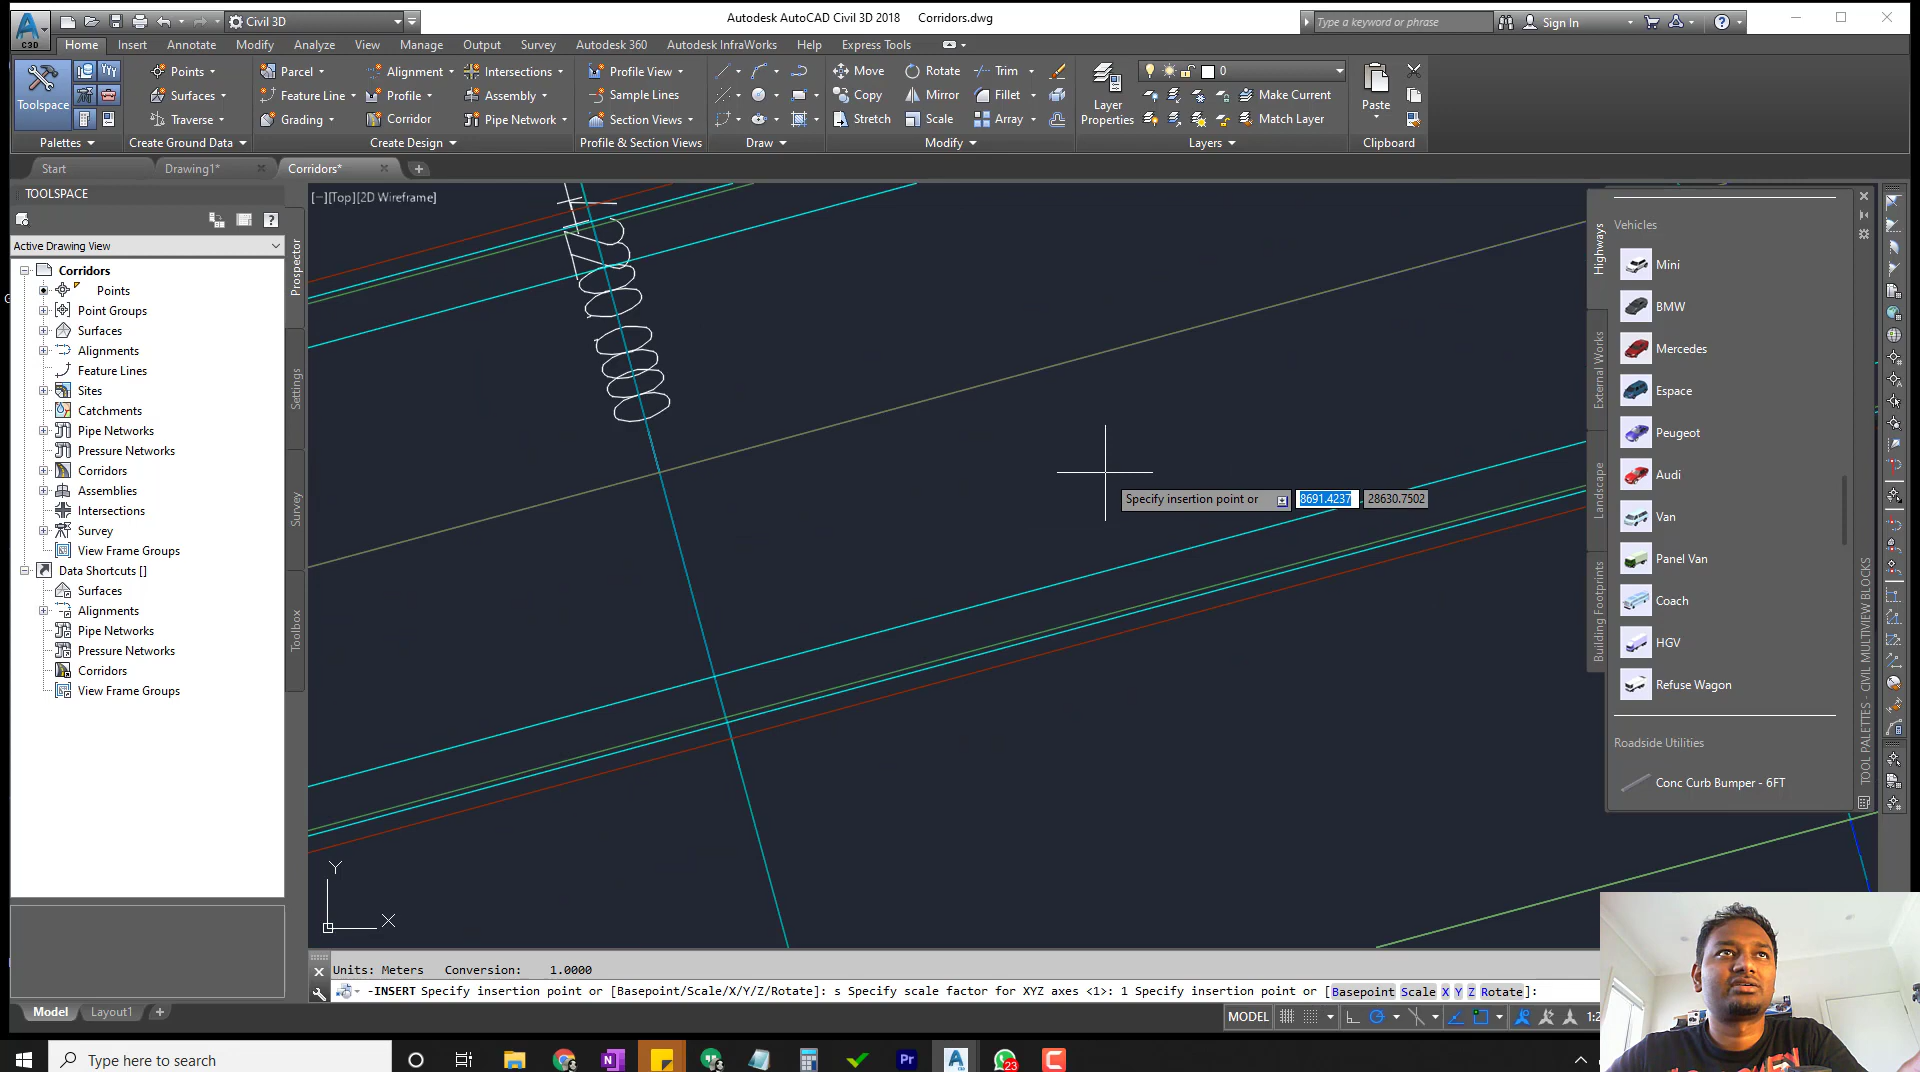 Civil 3D
Autodesk AutoCAD Civil 3D 2018 Corridors.dwg
Type a keyword or phrase
Sign In
C3D
Home Insert Annotate Modify Analyze View Manage Output Survey Autodesk 360 Autodesk InfraWorks Help Express Tools
Toolspace
Points
Surfaces
Traverse
Parcel
Feature Line
Grading
Alignment
Profile
Corridor
Intersections
Assembly
Pipe Network
Profile View
Sample Lines
Section Views
Move
Copy
Stretch
Rotate
Mirror
Scale
Trim
Fillet
Array
Layer
Properties
0
Make Current
Match Layer
Paste
Palettes
Create Ground Data
Create Design
Profile & Section Views
Draw
Modify
Layers
Clipboard
Start
Drawing1*
Corridors*
TOOLSPACE
Active Drawing View
Corridors
Points
Point Groups
Surfaces
Alignments
Feature Lines
Sites
Catchments
Pipe Networks
Pressure Networks
Corridors
Assemblies
Intersections
Survey
View Frame Groups
Data Shortcuts []
Surfaces
Alignments
Pipe Networks
Pressure Networks
Corridors
View Frame Groups
Prospector
Settings
Survey
Toolbox
[−][Top][2D Wireframe]
Specify insertion point or 8691.4237 28630.7502
Y
X
Highways
External Works
Landscape
Building Footprints
Vehicles
Mini
BMW
Mercedes
Espace
Peugeot
Audi
Van
Panel Van
Coach
HGV
Refuse Wagon
Roadside Utilities
Conc Curb Bumper - 6FT
TOOL PALETTES - CIVIL MULTIVIEW BLOCKS
Units: Meters Conversion: 1.0000
-INSERT Specify insertion point or [Basepoint/Scale/X/Y/Z/Rotate]: s Specify scale factor for XYZ axes <1>: 1 Specify insertion point or [Basepoint Scale X Y Z Rotate]:
Model
Layout1
MODEL
Type here to search
Pr
23